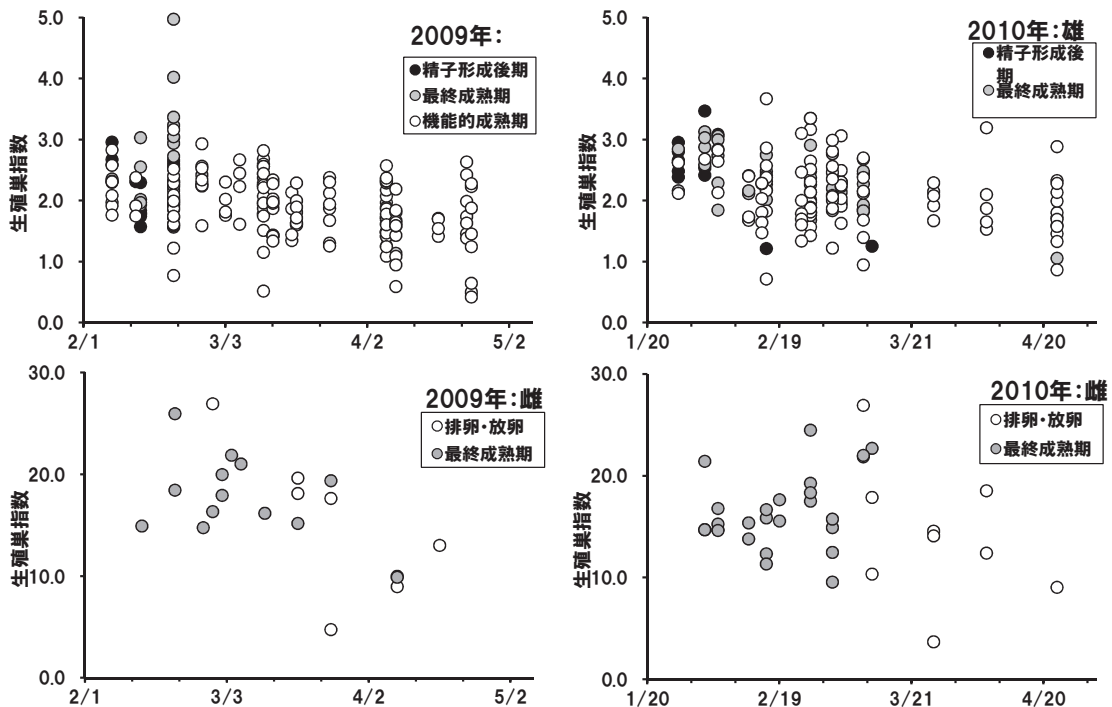 2009年：
●精子形成後期
●最終成熟期
○機能的成熟期
生殖巣指数
5.0
4.0
3.0
2.0
1.0
0.0
2/1
3/3
4/2
5/2
2010年：雄
●精子形成後
期
●最終成熟期
生殖巣指数
5.0
4.0
3.0
2.0
1.0
0.0
1/20
2/19
3/21
4/20
2009年：雌
○排卵・放卵
●最終成熟期
生殖巣指数
30.0
20.0
10.0
0.0
2/1
3/3
4/2
5/2
2010年：雌
○排卵・放卵
●最終成熟期
生殖巣指数
30.0
20.0
10.0
0.0
1/20
2/19
3/21
4/20